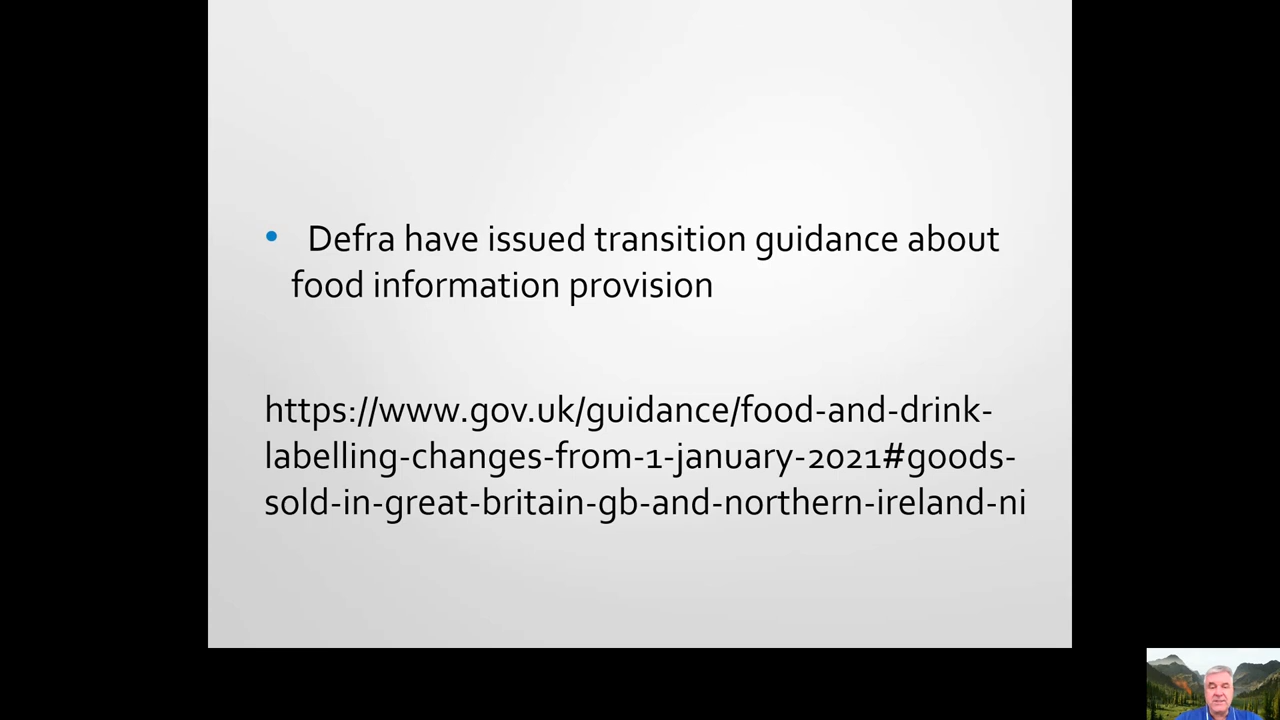 • Defra have issued transition guidance about
food information provision
https://www.gov.uk/guidance/food-and-drink-
labelling-changes-from-1-january-2021#goods-
sold-in-great-britain-gb-and-northern-ireland-ni